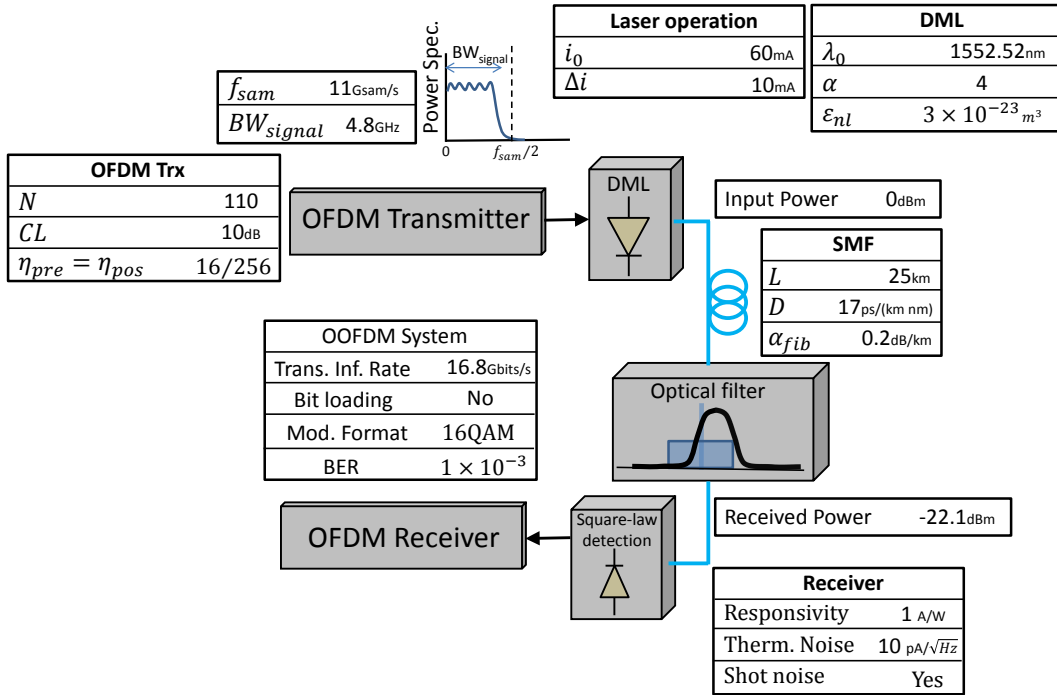 Laser operation
i₀ 60mA
Δi 10mA
DML
λ₀ 1552.52nm
α 4
εnl 3 × 10⁻²³ m³
Power Spec.
BWsignal
0 fsam/2
fsam 11Gsam/s
BWsignal 4.8GHz
OFDM Trx
N 110
CL 10dB
ηpre = ηpos 16/256
OFDM Transmitter
DML
Input Power 0dBm
SMF
L 25km
D 17ps/(km nm)
αfib 0.2dB/km
OOFDM System
Trans. Inf. Rate 16.8Gbits/s
Bit loading No
Mod. Format 16QAM
BER 1 × 10⁻³
Optical filter
Received Power -22.1dBm
OFDM Receiver
Square-law
detection
Receiver
Responsivity 1 A/W
Therm. Noise 10 pA/√Hz
Shot noise Yes